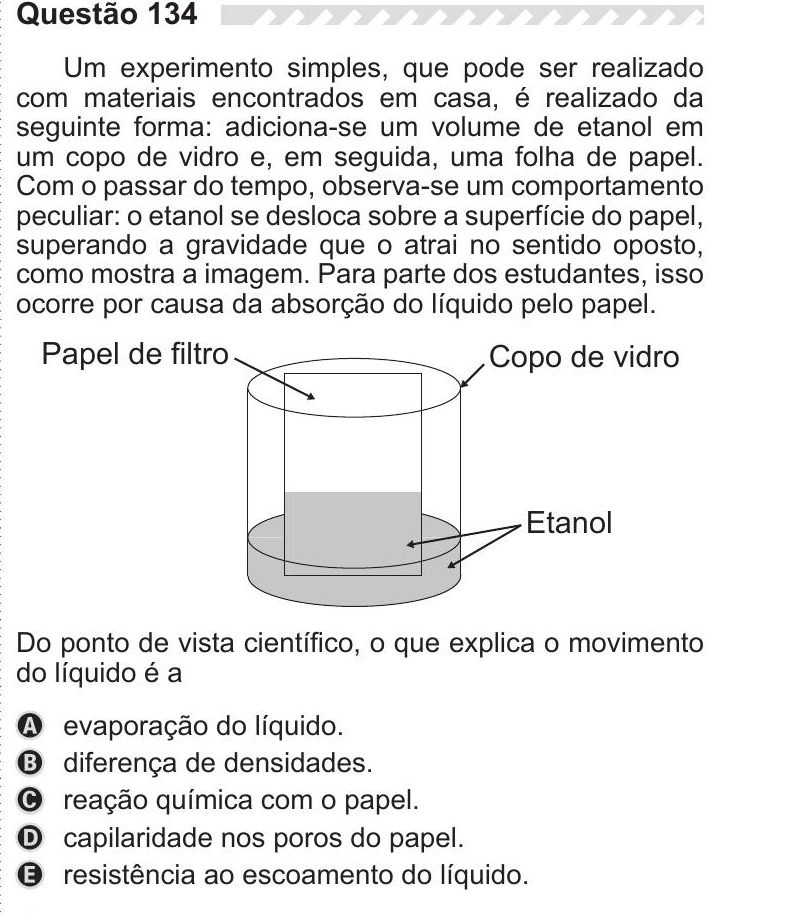 Questão 134
Um experimento simples, que pode ser realizado
com materiais encontrados em casa, é realizado da
seguinte forma: adiciona-se um volume de etanol em
um copo de vidro e, em seguida, uma folha de papel.
Com o passar do tempo, observa-se um comportamento
peculiar: o etanol se desloca sobre a superfície do papel,
superando a gravidade que o atrai no sentido oposto,
como mostra a imagem. Para parte dos estudantes, isso
ocorre por causa da absorção do líquido pelo papel.
Papel de filtro
Copo de vidro
Etanol
Do ponto de vista científico, o que explica o movimento
do líquido é a
A evaporação do líquido.
B diferença de densidades.
C reação química com o papel.
D capilaridade nos poros do papel.
E resistência ao escoamento do líquido.